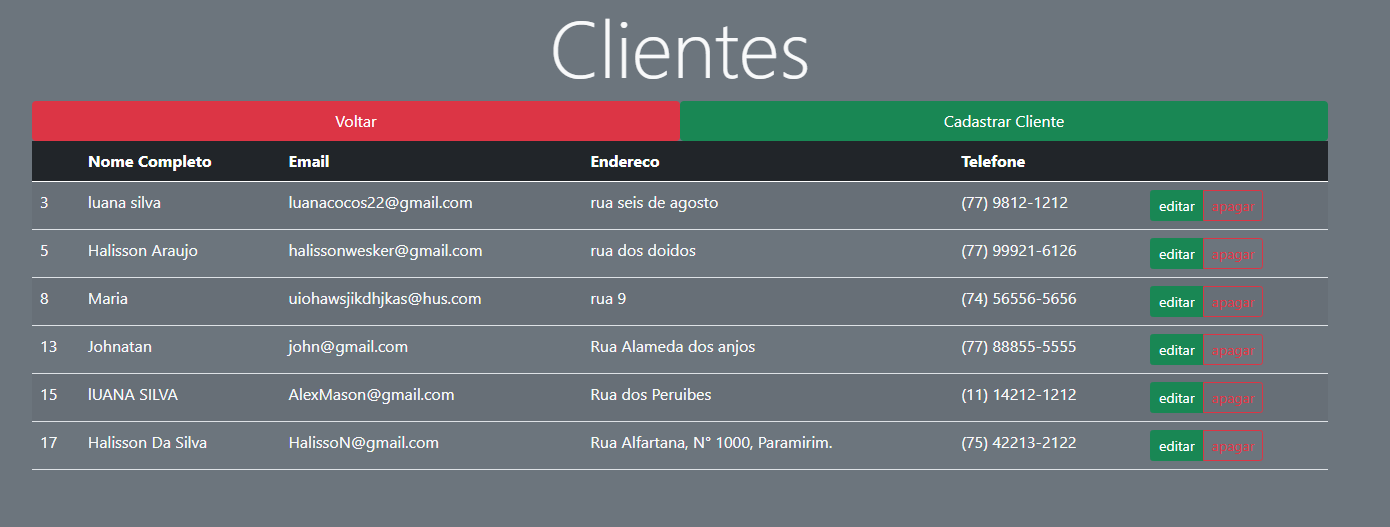 Clientes
Voltar Cadastrar Cliente
Nome Completo Email Endereco Telefone
3 luana silva luanacocos22@gmail.com rua seis de agosto (77) 9812-1212 editar apagar
5 Halisson Araujo halissonwesker@gmail.com rua dos doidos (77) 99921-6126 editar apagar
8 Maria uiohawsjikdhjkas@hus.com rua 9 (74) 56556-5656 editar apagar
13 Johnatan john@gmail.com Rua Alameda dos anjos (77) 88855-5555 editar apagar
15 lUANA SILVA AlexMason@gmail.com Rua dos Peruibes (11) 14212-1212 editar apagar
17 Halisson Da Silva HalissoN@gmail.com Rua Alfartana, N° 1000, Paramirim. (75) 42213-2122 editar apagar